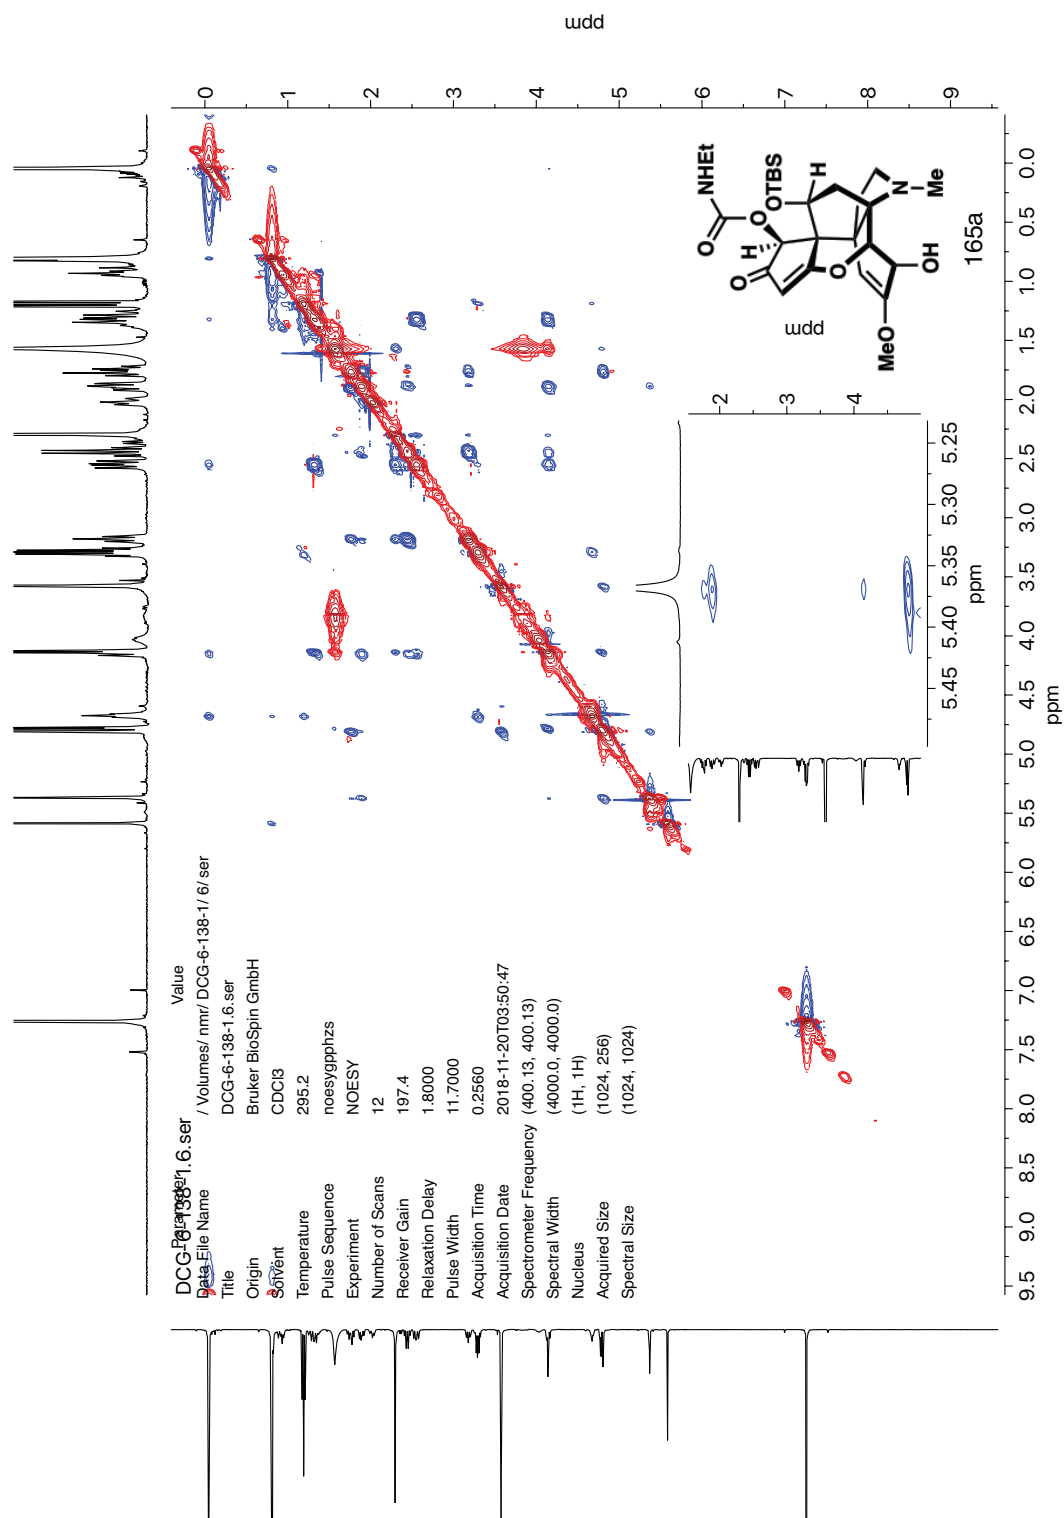 ppm
0
1
2
3
4
5
6
7
8
9
DCG-6-138-1.6.ser
Parameter Value
Data File Name / Volumes/ nmr/ DCG-6-138-1/ 6/ ser
Title DCG-6-138-1.6.ser
Origin Bruker BioSpin GmbH
Solvent CDCl3
Temperature 295.2
Pulse Sequence noesygpphzs
Experiment NOESY
Number of Scans 12
Receiver Gain 197.4
Relaxation Delay 1.8000
Pulse Width 11.7000
Acquisition Time 0.2560
Acquisition Date 2018-11-20T03:50:47
Spectrometer Frequency (400.13, 400.13)
Spectral Width (4000.0, 4000.0)
Nucleus (1H, 1H)
Acquired Size (1024, 256)
Spectral Size (1024, 1024)
O
NHEt
O
OTBS
H
H
O
O
N
Me
MeO
OH
165a
ppm
2
3
4
5.45 5.40 5.35 5.30 5.25
ppm
9.5 9.0 8.5 8.0 7.5 7.0 6.5 6.0 5.5 5.0 4.5 4.0 3.5 3.0 2.5 2.0 1.5 1.0 0.5 0.0
ppm